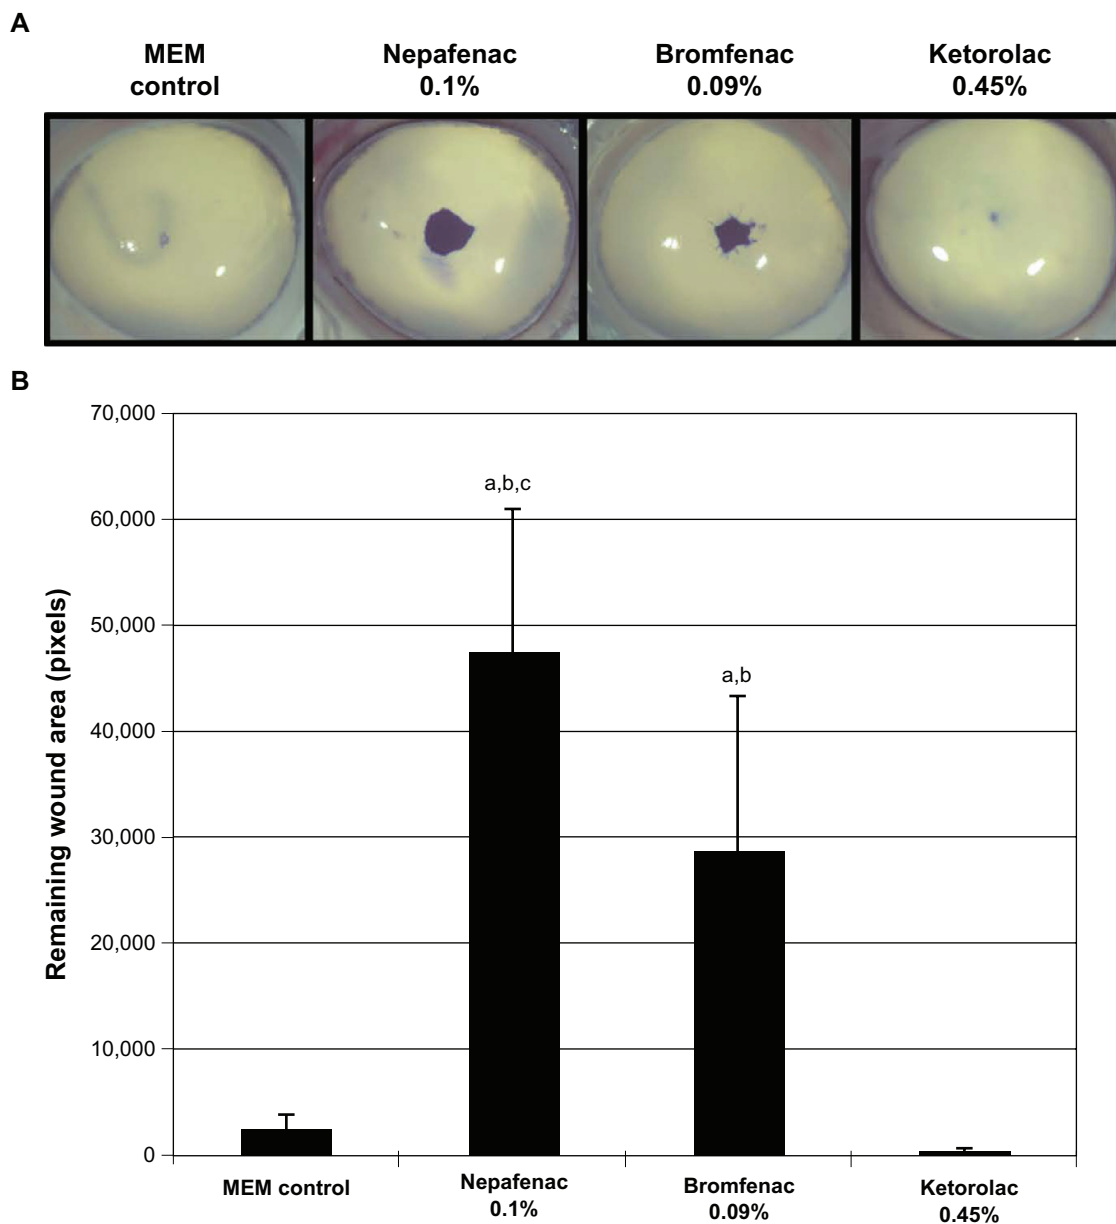 A
MEM
control
Nepafenac
0.1%
Bromfenac
0.09%
Ketorolac
0.45%
B
Remaining wound area (pixels)
70,000
60,000
50,000
40,000
30,000
20,000
10,000
0
a,b,c
a,b
MEM control
Nepafenac
0.1%
Bromfenac
0.09%
Ketorolac
0.45%